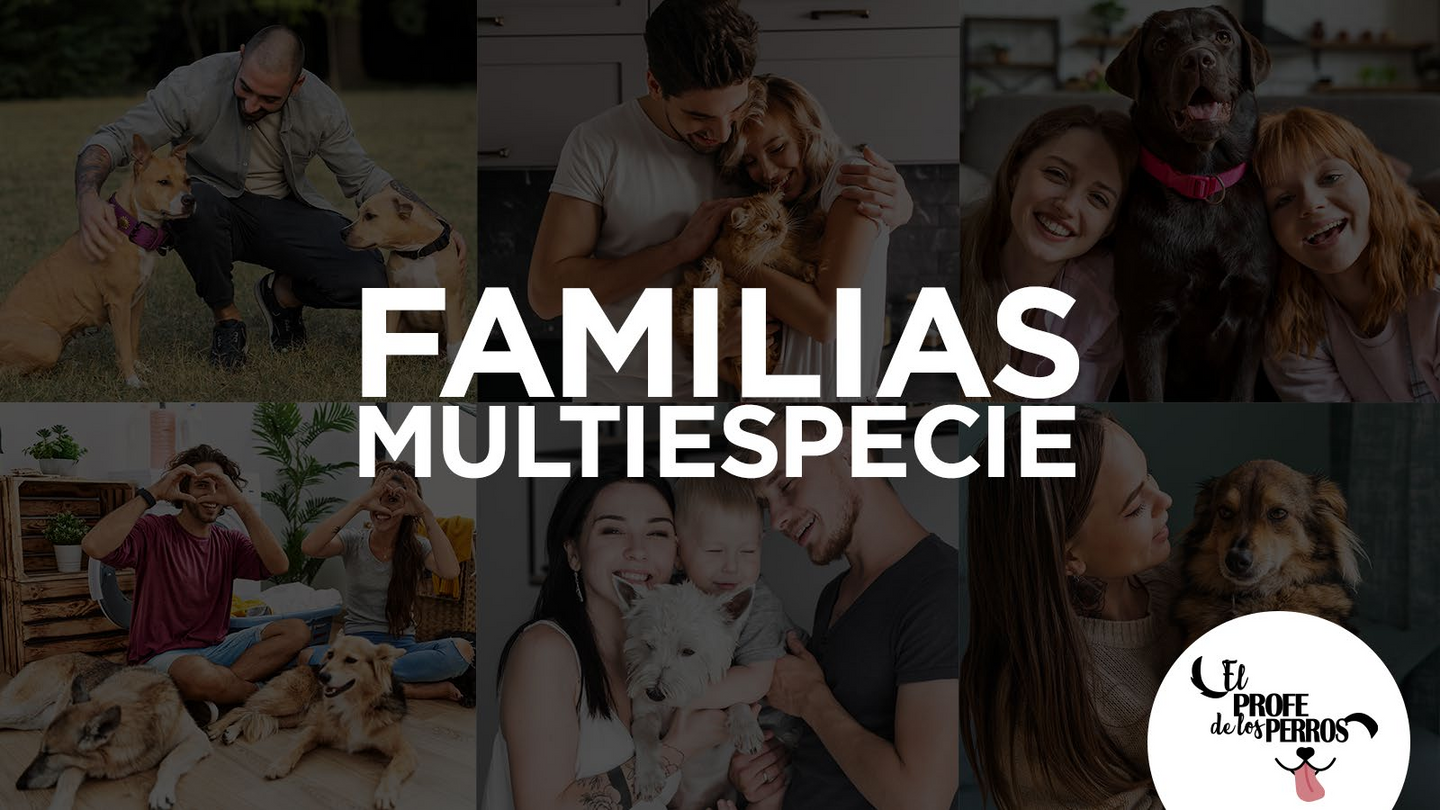 FAMILIAS
MULTIESPECIE
El
PROFE
de los PERROS